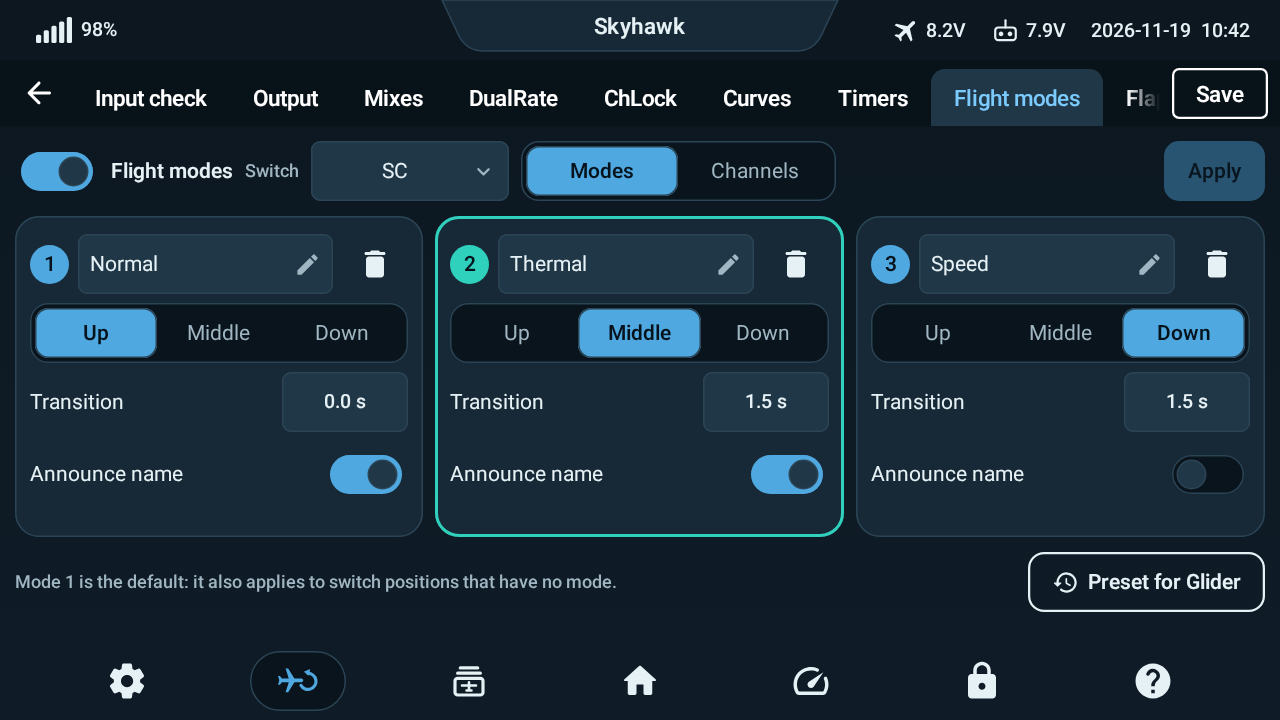 98%
Skyhawk
8.2V
7.9V
2026-11-19 10:42
Input check
Output
Mixes
DualRate
ChLock
Curves
Timers
Flight modes
Fla
Save
Flight modes
Switch
SC
Modes
Channels
Apply
1
Normal
Up
Middle
Down
Transition
0.0 s
Announce name
2
Thermal
Up
Middle
Down
Transition
1.5 s
Announce name
3
Speed
Up
Middle
Down
Transition
1.5 s
Announce name
Mode 1 is the default: it also applies to switch positions that have no mode.
Preset for Glider